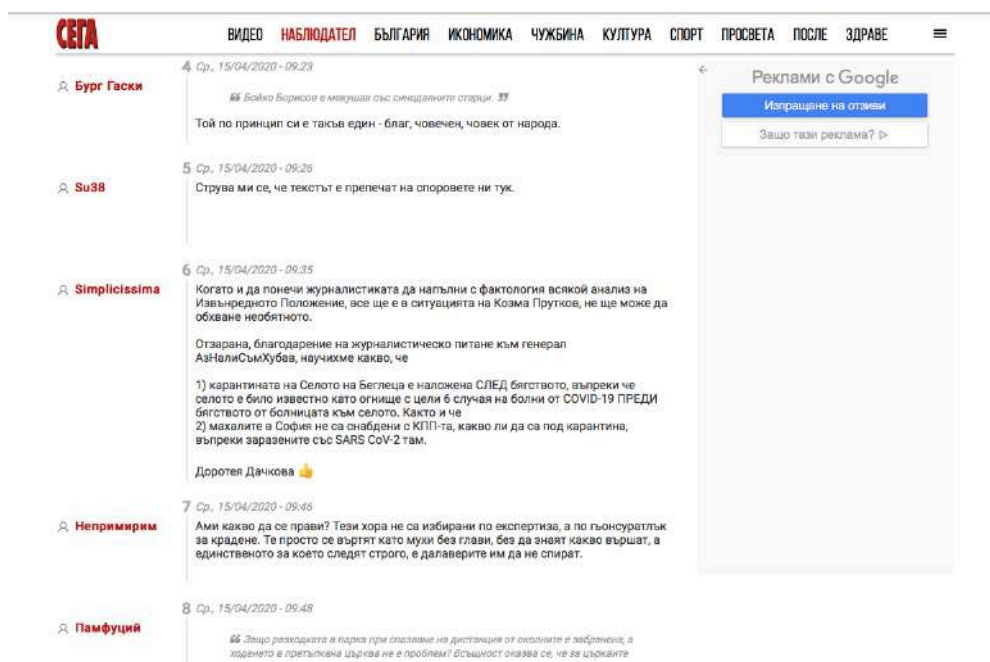 СЕГА
ВИДЕО НАБЛЮДАТЕЛ БЪЛГАРИЯ ИКОНОМИКА ЧУЖБИНА КУЛТУРА СПОРТ ПРОСВЕТА ПОСЛЕ ЗДРАВЕ
4 Ср., 15/04/2020 - 09:23
Бург Гаски
Бойко Борисов е мекушав със синодалните старци.
Той по принцип си е такъв един - благ, човечен, човек от народа.
5 Ср., 15/04/2020 - 09:26
Su38
Струва ми се, че текстът е препечат на споровете ни тук.
6 Ср., 15/04/2020 - 09:35
Simplicissima
Когато и да понечи журналистиката да напълни с фактология всякой анализ на
Извънредното Положение, все ще е в ситуацията на Козма Прутков, не ще може да
обхване необятното.
Отзарана, благодарение на журналистическо питане към генерал
АзНалиСъмХубав, научихме какво, че
1) карантината на Селото на Беглеца е наложена СЛЕД бягството, въпреки че
селото е било известно като огнище с цели 6 случая на болни от COVID-19 ПРЕДИ
бягството от болницата към селото. Както и че
2) махалите в София не са снабдени с КПП-та, какво ли да са под карантина,
въпреки заразените със SARS CoV-2 там.
Доротея Дачкова 👍
7 Ср., 15/04/2020 - 09:46
Непримирим
Ами какво да се прави? Тези хора не са избирани по експертиза, а по гьонсуратлък
за крадене. Те просто се въртят като мухи без глави, без да знаят какво вършат, а
единственото за което следят строго, е далаверите им да не спират.
8 Ср., 15/04/2020 - 09:48
Памфуций
Защо разходката в парка при спазване на дистанция от околните е забранена, а
ходенето в претъпкана църква не е проблем? Всъщност оказва се, че за църквите
Реклами с Google
Изпращане на отзиви
Защо тази реклама?